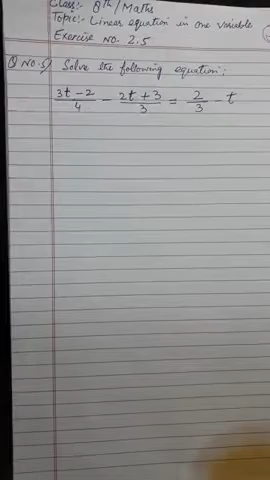 Class:- 8th/Maths
Topic:- Linear equation in one variable
Exercise No. 2.5
Q No. 5) Solve the following equation:
(3t-2)/4 - (2t+3)/3 = 2/3 - t